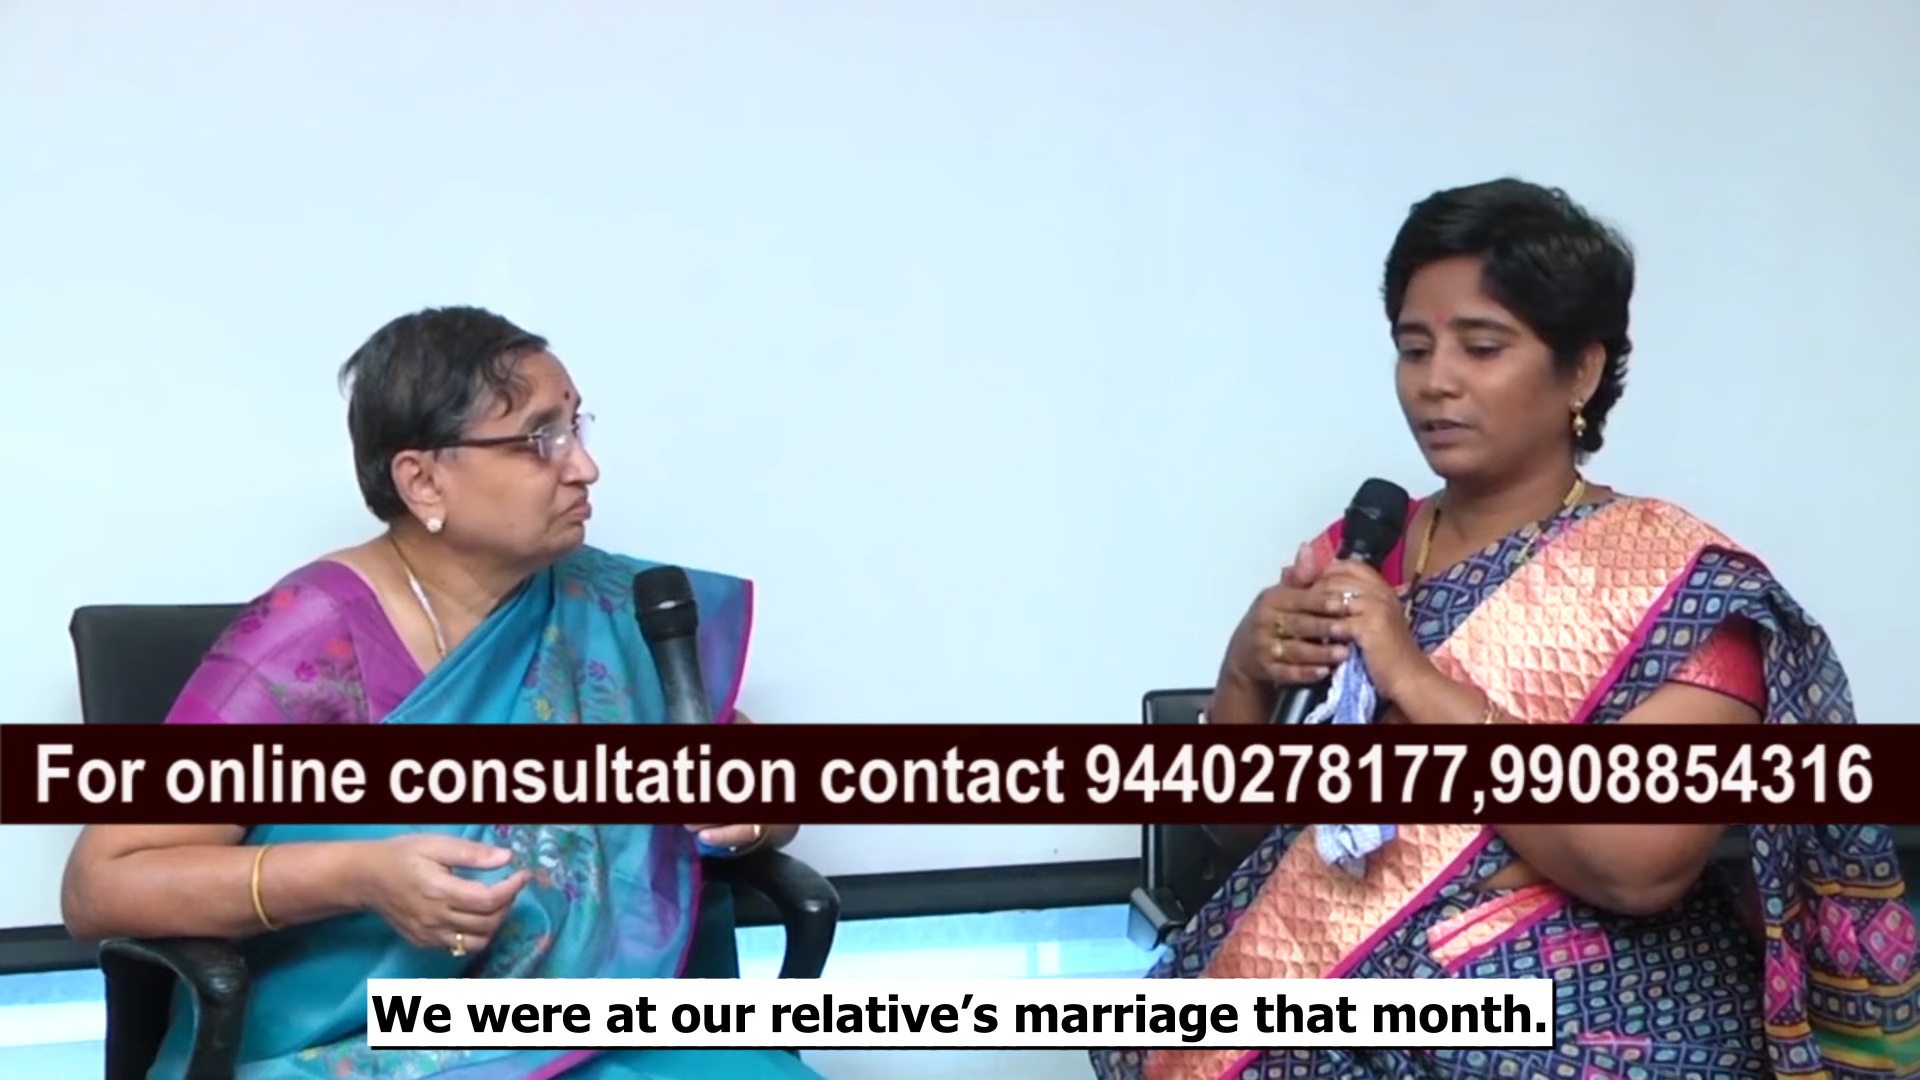 For online consultation contact 9440278177,9908854316
We were at our relative’s marriage that month.